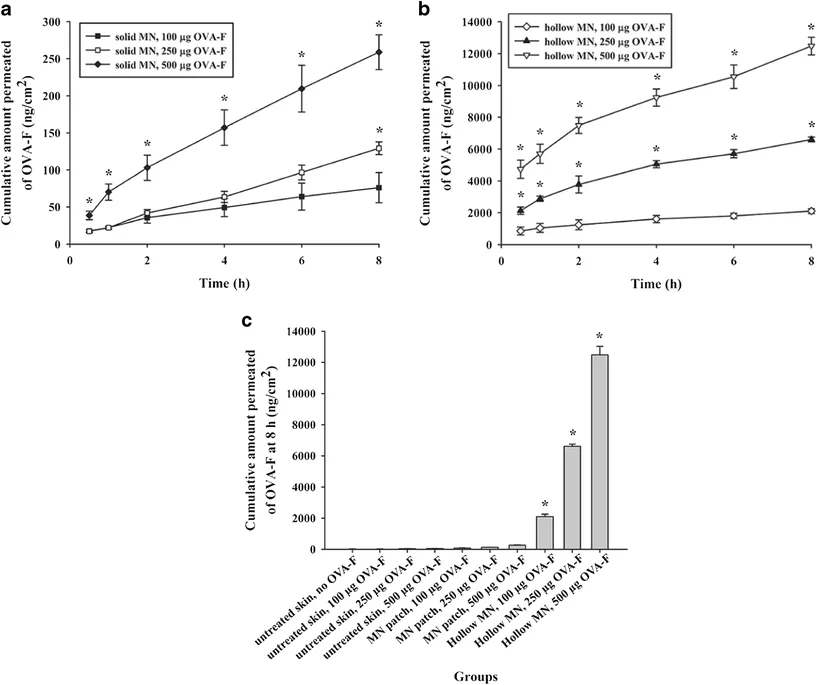 a
solid MN, 100 µg OVA-F
solid MN, 250 µg OVA-F
solid MN, 500 µg OVA-F
Cumulative amount permeated
of OVA-F (ng/cm2)
300
250
200
150
100
50
0
* * * * * * *
0 2 4 6 8
Time (h)
b
hollow MN, 100 µg OVA-F
hollow MN, 250 µg OVA-F
hollow MN, 500 µg OVA-F
Cumulative amount permeated
of OVA-F (ng/cm2)
14000
12000
10000
8000
6000
4000
2000
0
* * * * * *
* * * * * *
0 2 4 6 8
Time (h)
c
Cumulative amount permeated
of OVA-F at 8 h (ng/cm2)
14000
12000
10000
8000
6000
4000
2000
0
* * *
untreated skin, no OVA-F
untreated skin, 100 µg OVA-F
untreated skin, 250 µg OVA-F
untreated skin, 500 µg OVA-F
MN patch, 100 µg OVA-F
MN patch, 250 µg OVA-F
MN patch, 500 µg OVA-F
Hollow MN, 100 µg OVA-F
Hollow MN, 250 µg OVA-F
Hollow MN, 500 µg OVA-F
Groups